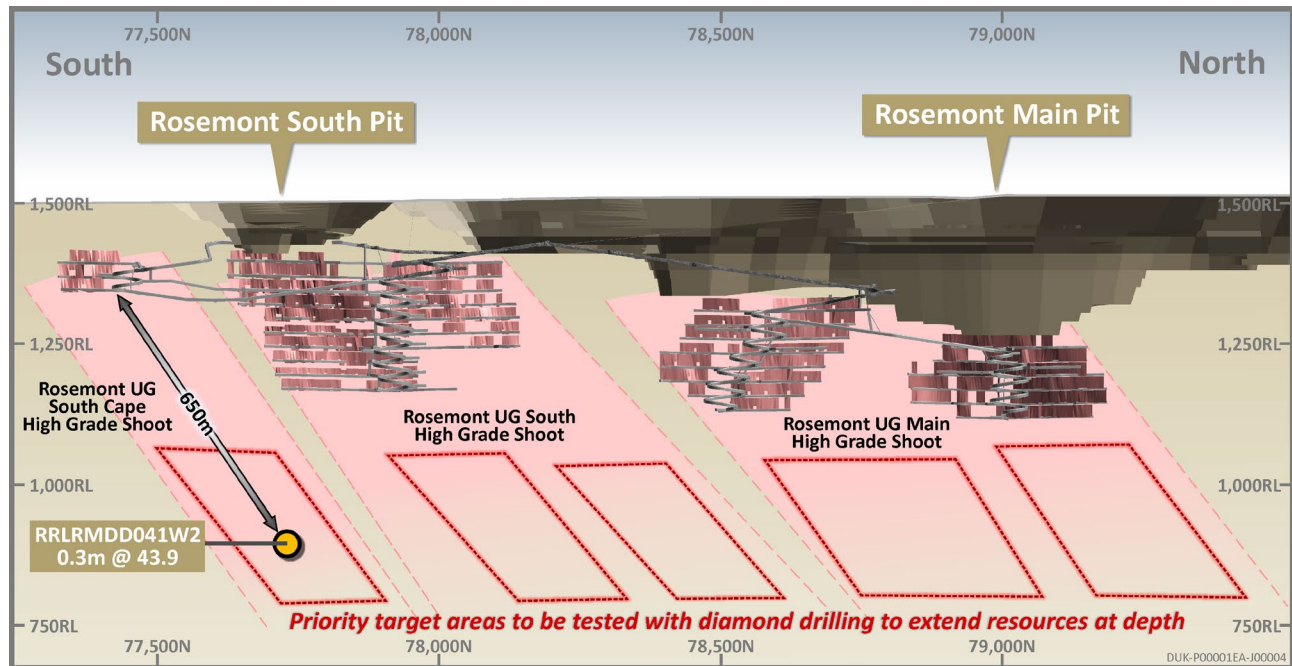 77,500N
78,000N
78,500N
79,000N
South
North
Rosemont South Pit
Rosemont Main Pit
1,500RL
1,500RL
1,250RL
1,250RL
Rosemont UG
South Cape
High Grade Shoot
650m
Rosemont UG South
High Grade Shoot
Rosemont UG Main
High Grade Shoot
1,000RL
1,000RL
RRLRMDD041W2
0.3m @ 43.9
Priority target areas to be tested with diamond drilling to extend resources at depth
750RL
750RL
77,500N
78,000N
78,500N
79,000N
DUK-P00001EA-J00004